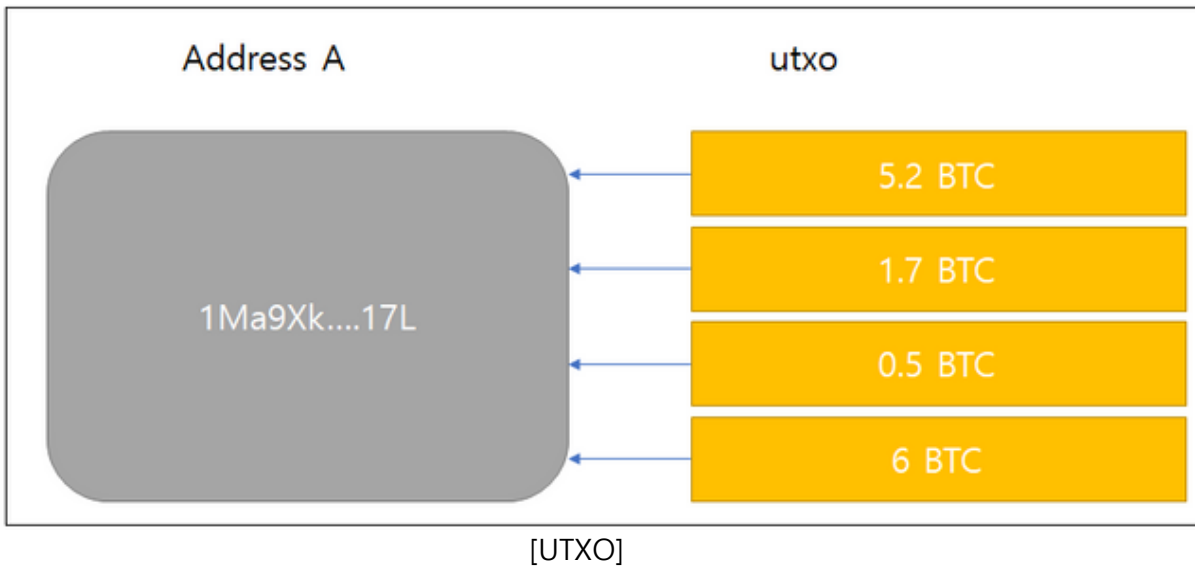 Address A
utxo
1Ma9Xk....17L
5.2 BTC
1.7 BTC
0.5 BTC
6 BTC
[UTXO]